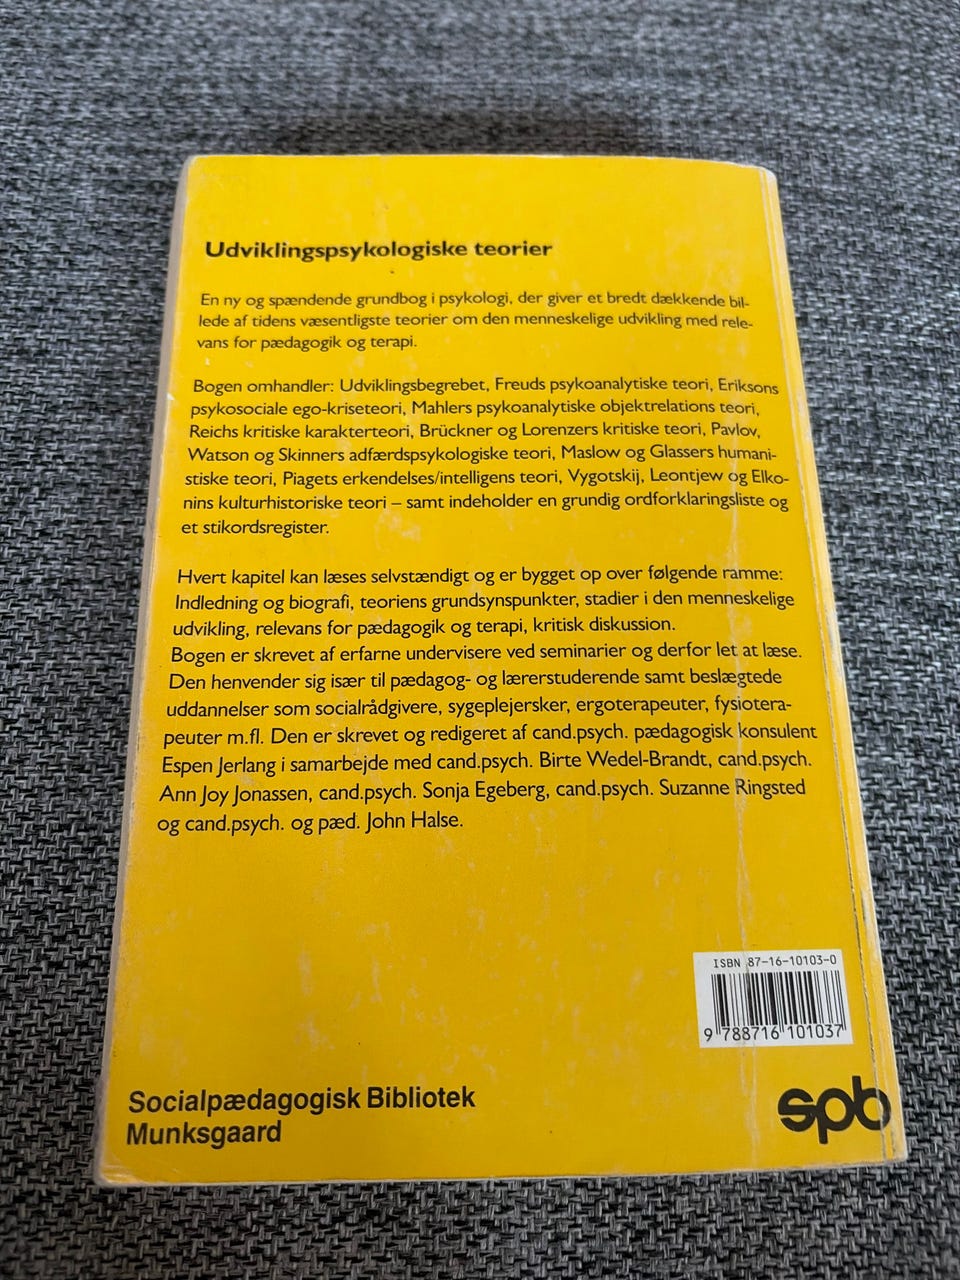 Udviklingspsykologiske teorier
En ny og spændende grundbog i psykologi, der giver et bredt dækkende bil-
lede af tidens væsentligste teorier om den menneskelige udvikling med rele-
vans for pædagogik og terapi.
Bogen omhandler: Udviklingsbegrebet, Freuds psykoanalytiske teori, Eriksons
psykosociale ego-kriseteori, Mahlers psykoanalytiske objektrelations teori,
Reichs kritiske karakterteori, Brückner og Lorenzers kritiske teori, Pavlov,
Watson og Skinners adfærdspsykologiske teori, Maslow og Glassers humani-
stiske teori, Piagets erkendelses/intelligens teori, Vygotskij, Leontjew og Elko-
nins kulturhistoriske teori – samt indeholder en grundig ordforklaringsliste og
et stikordsregister.
Hvert kapitel kan læses selvstændigt og er bygget op over følgende ramme:
Indledning og biografi, teoriens grundsynspunkter, stadier i den menneskelige
udvikling, relevans for pædagogik og terapi, kritisk diskussion.
Bogen er skrevet af erfarne undervisere ved seminarier og derfor let at læse.
Den henvender sig især til pædagog- og lærerstuderende samt beslægtede
uddannelser som socialrådgivere, sygeplejersker, ergoterapeuter, fysiotera-
peuter m.fl. Den er skrevet og redigeret af cand.psych. pædagogisk konsulent
Espen Jerlang i samarbejde med cand.psych. Birte Wedel-Brandt, cand.psych.
Ann Joy Jonassen, cand.psych. Sonja Egeberg, cand.psych. Suzanne Ringsted
og cand.psych. og pæd. John Halse.
ISBN 87-16-10103-0
9 788716 101037
Socialpædagogisk Bibliotek
Munksgaard
spb